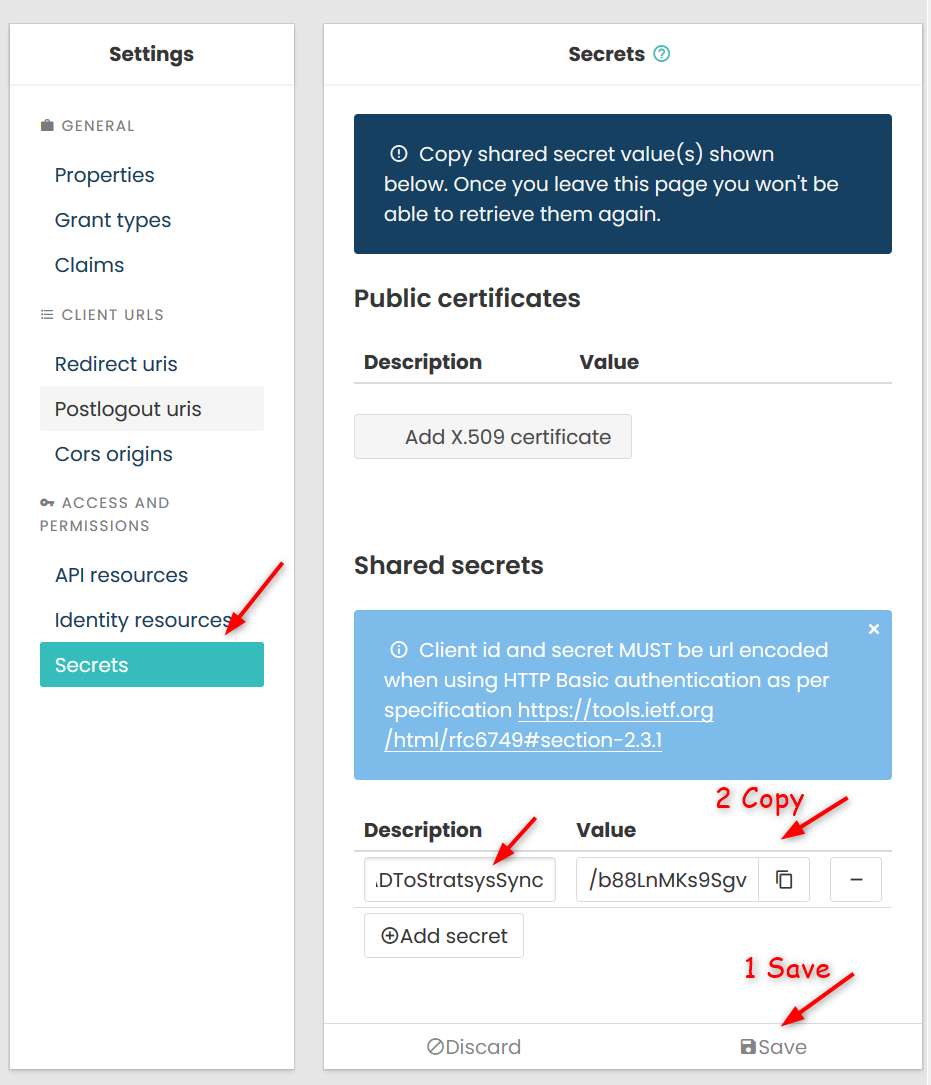 Settings
GENERAL
Properties
Grant types
Claims
CLIENT URLS
Redirect uris
Postlogout uris
Cors origins
ACCESS AND
PERMISSIONS
API resources
Identity resources
Secrets
Secrets
Copy shared secret value(s) shown
below. Once you leave this page you won't be
able to retrieve them again.
Public certificates
Description Value
Add X.509 certificate
Shared secrets
Client id and secret MUST be url encoded
when using HTTP Basic authentication as per
specification https://tools.ietf.org
/html/rfc6749#section-2.3.1
2 Copy
Description Value
DToStratsysSync /b88LnMKs9Sgv
Add secret
1 Save
Discard Save